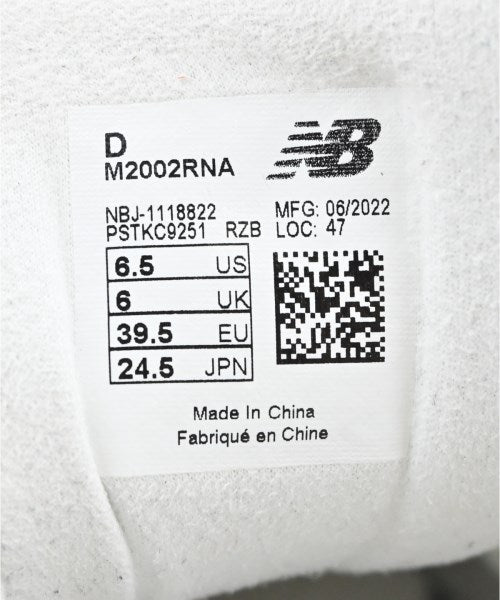 D
M2002RNA
NB
NBJ-1118822
PSTKC9251 RZB
MFG: 06/2022
LOC: 47
6.5 US
6 UK
39.5 EU
24.5 JPN
Made In China
Fabriqué en Chine